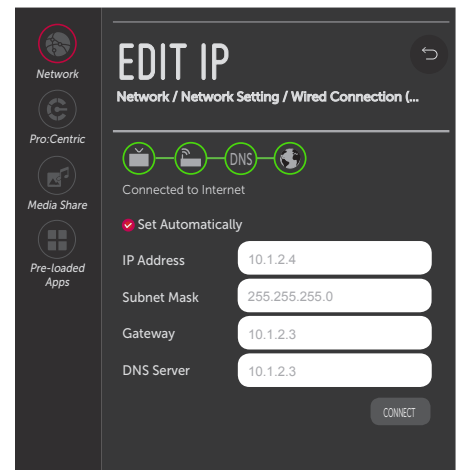 Network
Pro:Centric
Media Share
Pre-loaded
Apps
EDIT IP
Network / Network Setting / Wired Connection (...
DNS
Connected to Internet
Set Automatically
IP Address 10.1.2.4
Subnet Mask 255.255.255.0
Gateway 10.1.2.3
DNS Server 10.1.2.3
CONNECT